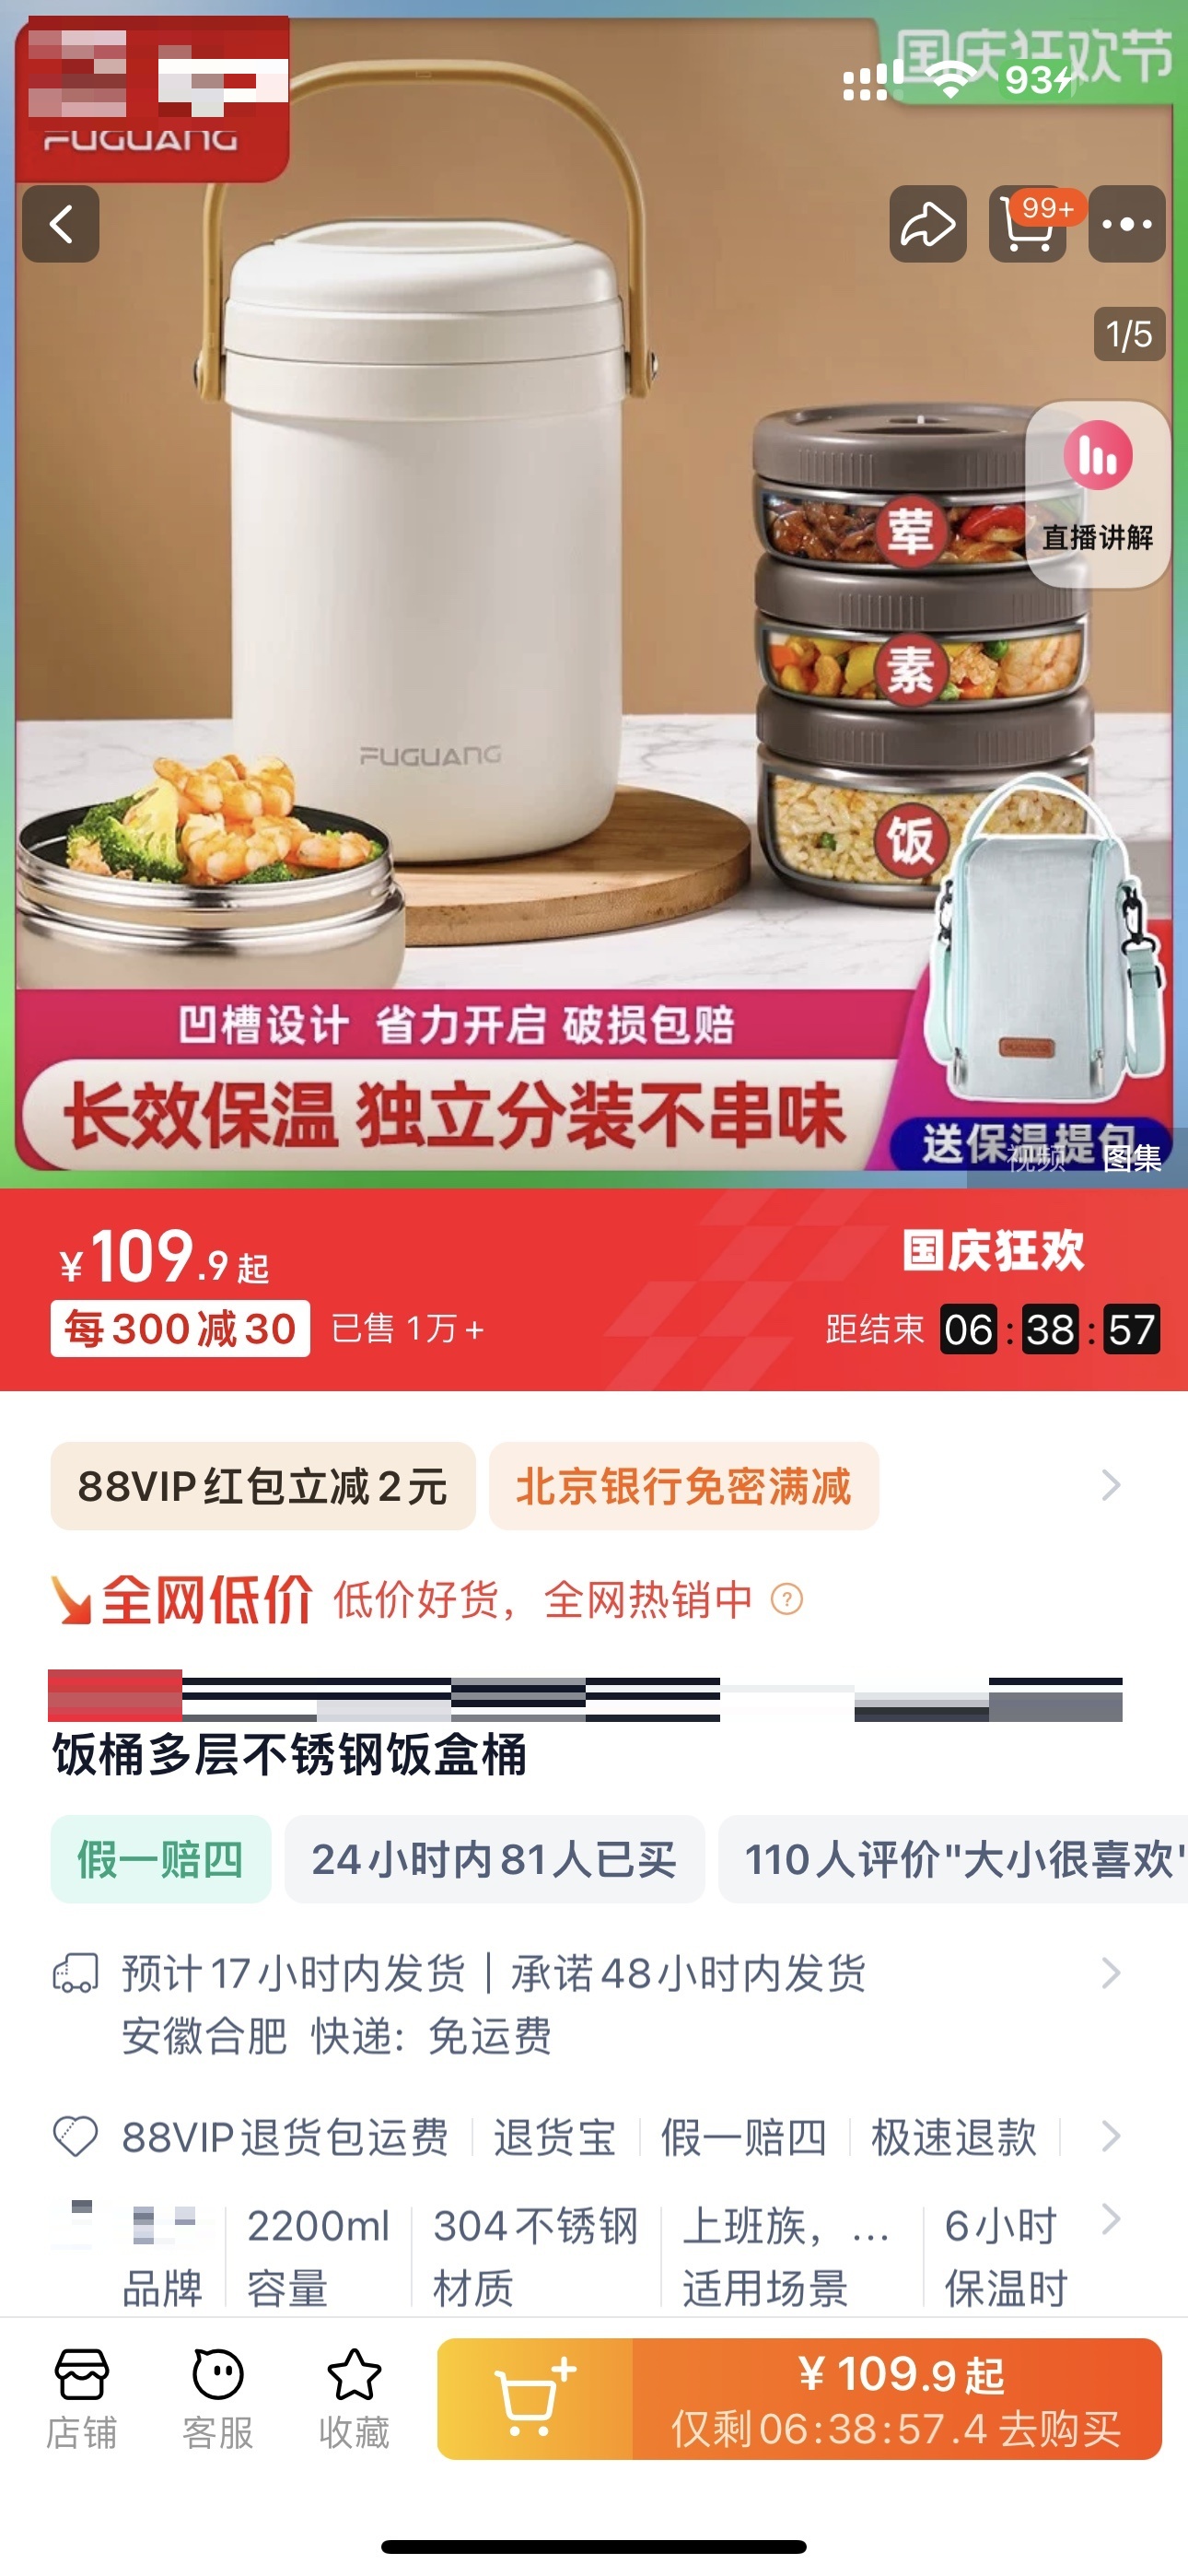 国庆狂欢节
93
FUGUANG
99+
1/5
直播讲解
荤
素
饭
FUGUANG
凹槽设计 省力开启 破损包赔
长效保温 独立分装不串味
送保温提包
视频 图集
¥109.9起
国庆狂欢
每300减30 已售1万+
距结束 06:38:57
88VIP红包立减2元 北京银行免密满减
全网低价 低价好货，全网热销中 ?
饭桶多层不锈钢饭盒桶
假一赔四 24小时内81人已买 110人评价"大小很喜欢"
预计17小时内发货 | 承诺48小时内发货
安徽合肥 快递: 免运费
88VIP退货包运费 退货宝 假一赔四 极速退款
2200ml 304不锈钢 上班族，... 6小时
品牌 容量 材质 适用场景 保温时
¥109.9起
店铺 客服 收藏 仅剩06:38:57.4 去购买